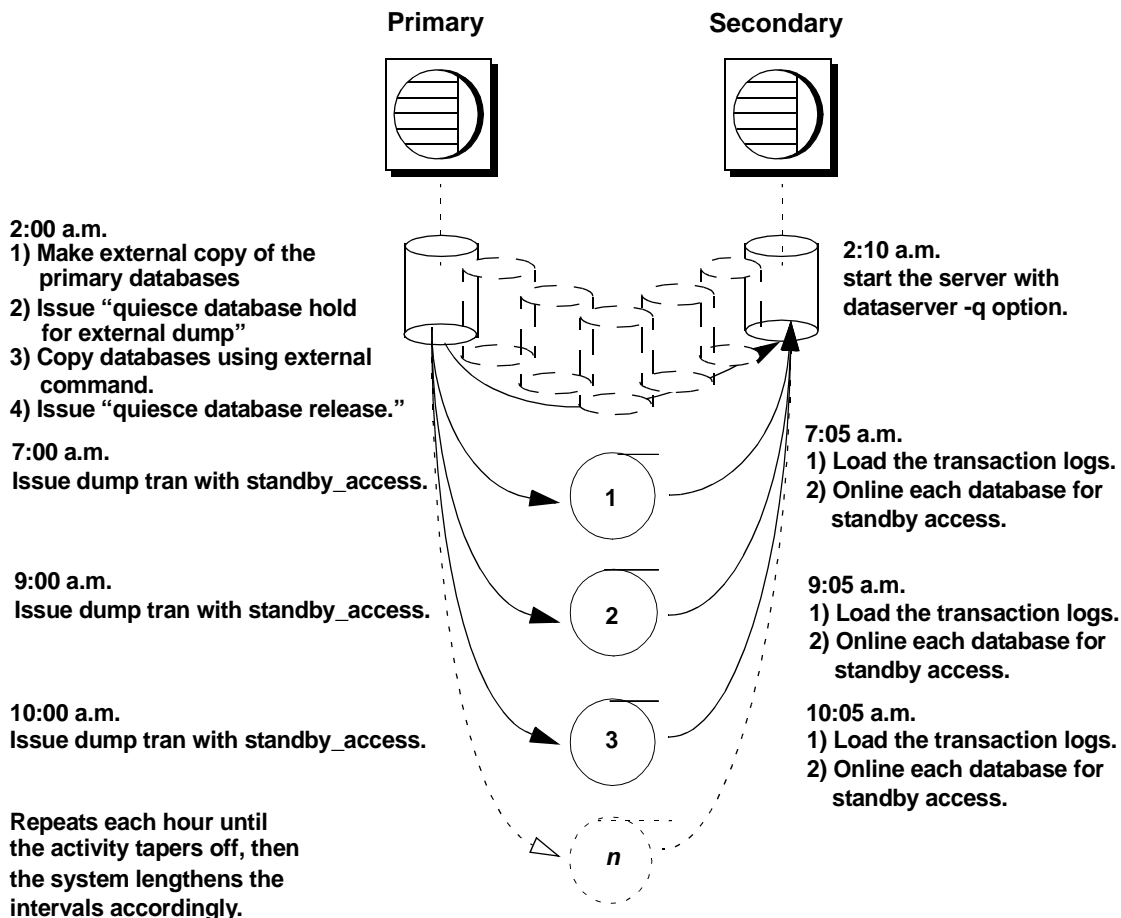 Primary
Secondary
2:00 a.m.
1) Make external copy of the
primary databases
2) Issue “quiesce database hold
for external dump”
3) Copy databases using external
command.
4) Issue “quiesce database release.”
2:10 a.m.
start the server with
dataserver -q option.
7:00 a.m.
Issue dump tran with standby_access.
1
7:05 a.m.
1) Load the transaction logs.
2) Online each database for
standby access.
9:00 a.m.
Issue dump tran with standby_access.
2
9:05 a.m.
1) Load the transaction logs.
2) Online each database for
standby access.
10:00 a.m.
Issue dump tran with standby_access.
3
10:05 a.m.
1) Load the transaction logs.
2) Online each database for
standby access.
Repeats each hour until
the activity tapers off, then
the system lengthens the
intervals accordingly.
n